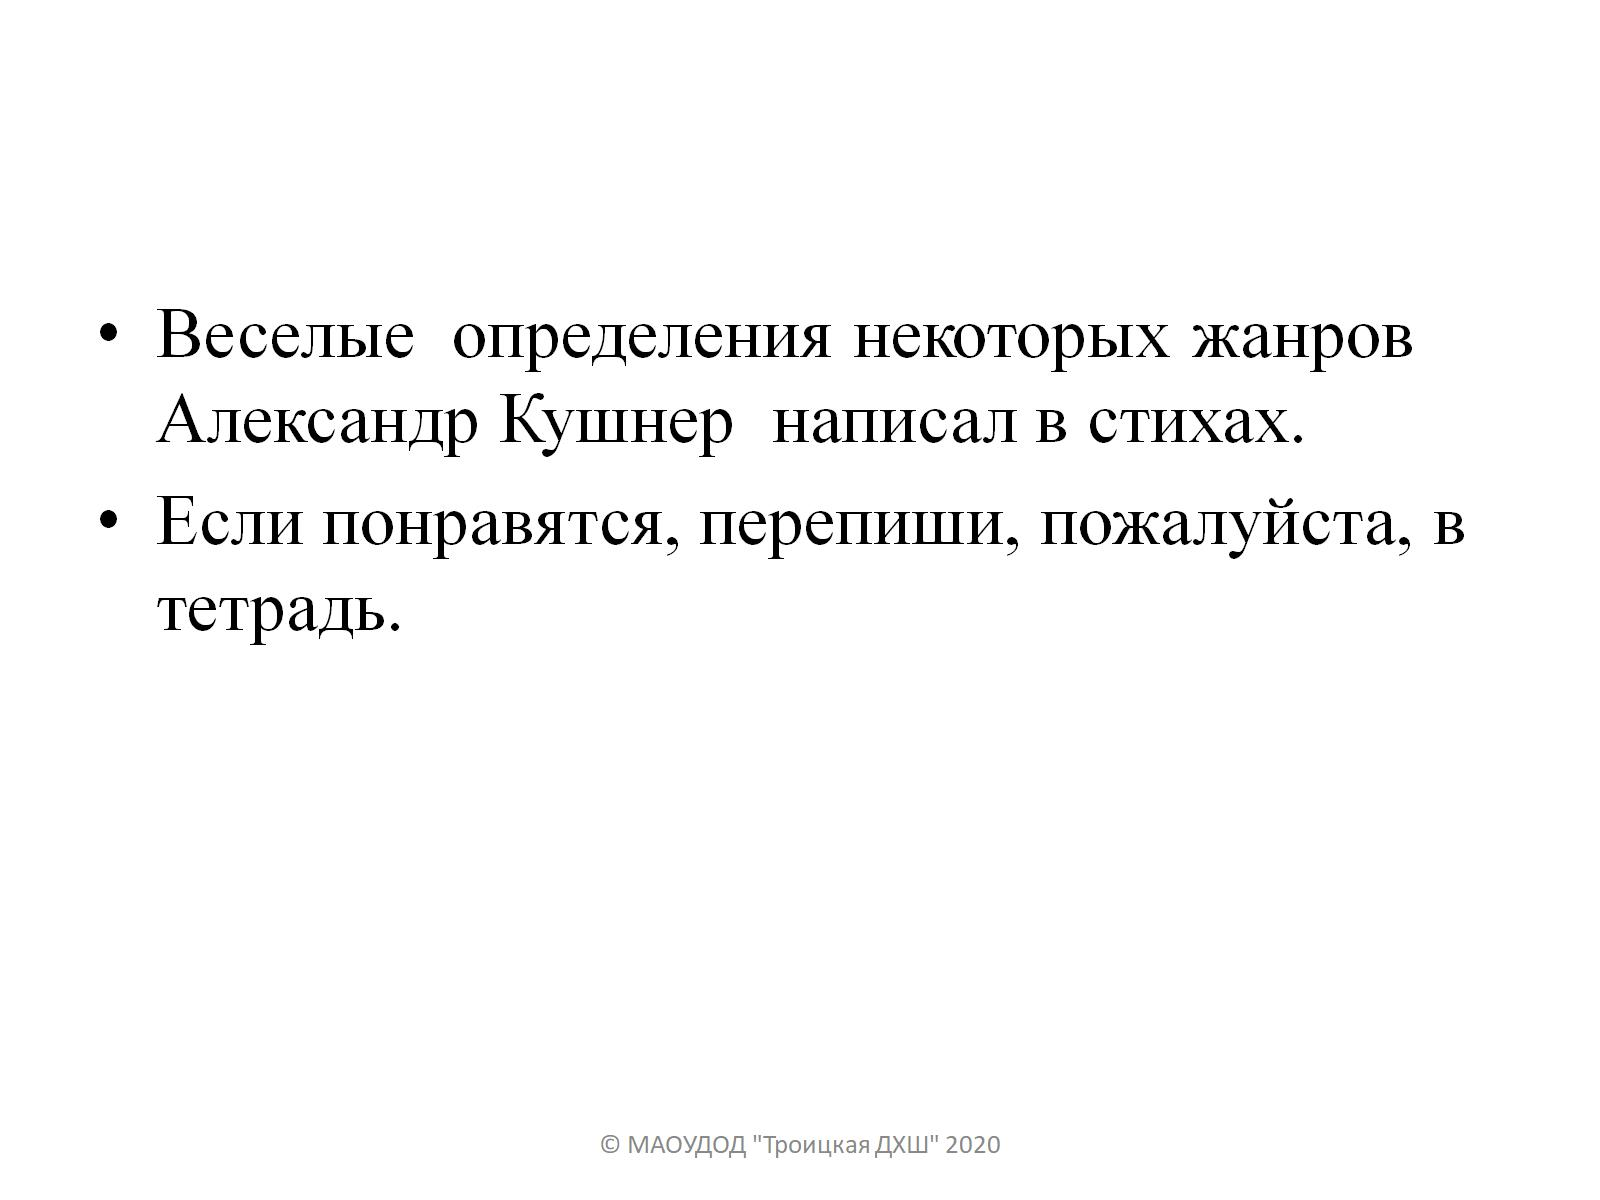 • Веселые определения некоторых жанров
Александр Кушнер написал в стихах.
• Если понравятся, перепиши, пожалуйста, в
тетрадь.
© МАОУДОД "Троицкая ДХШ" 2020